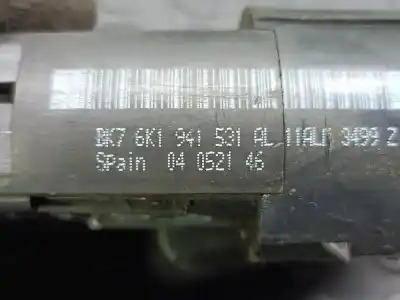 DK7 6K1 941 531 AL 11ALM 3499 Z
Spain 04 0521 46